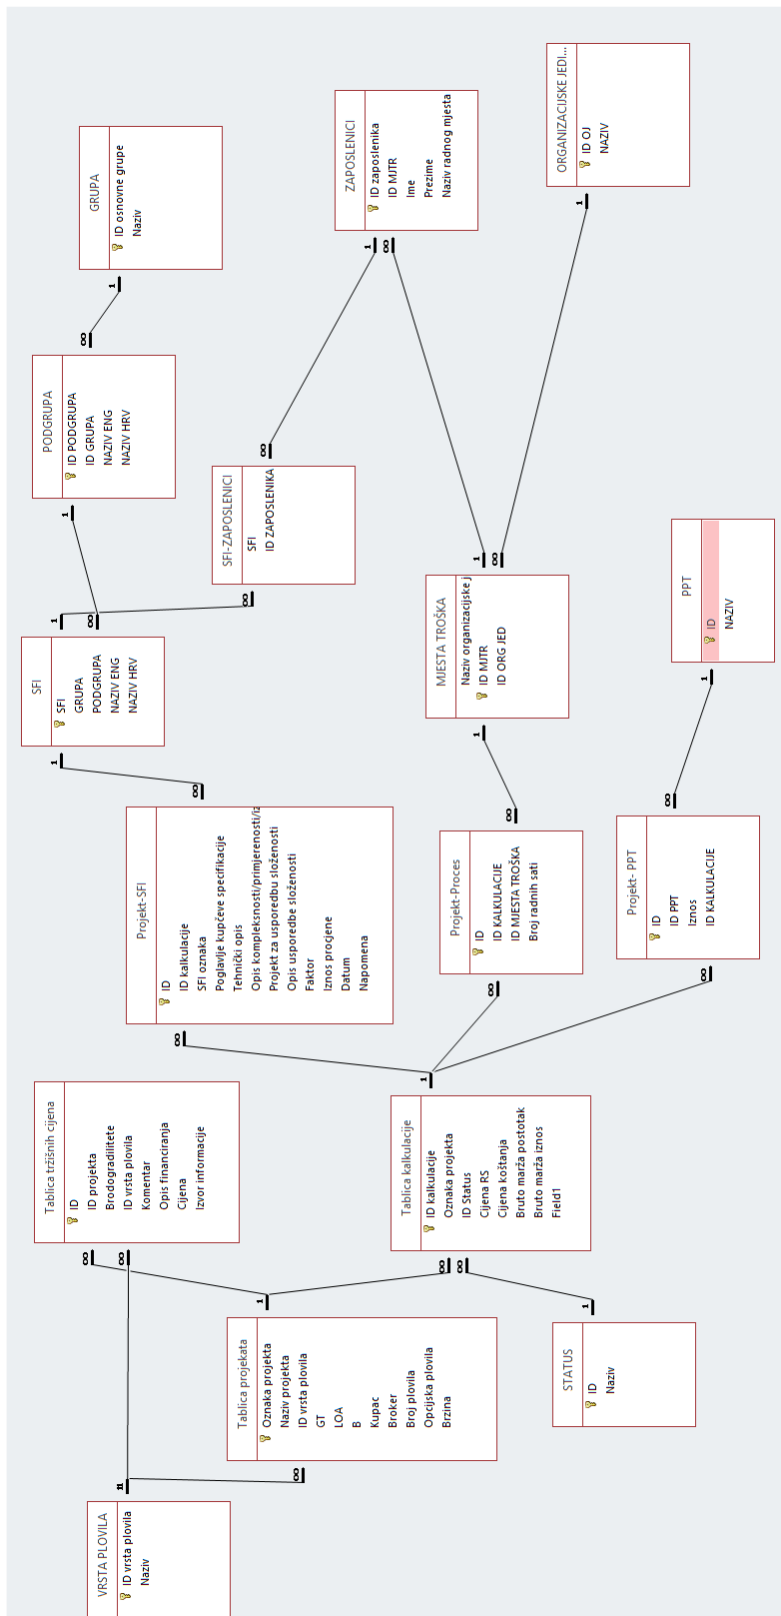 VRSTA PLOVILA
ID vrsta plovila
Naziv
Tablica projekata
Oznaka projekta
Naziv projekta
ID vrsta plovila
GT
LOA
B
Kupac
Broker
Broj plovila
Opcijska plovila
Brzina
STATUS
ID
Naziv
Tablica tržišnih cijena
ID
ID projekta
Brodogradilitete
ID vrsta plovila
Komentar
Opis financiranja
Cijena
Izvor informacije
Tablica kalkulacije
ID kalkulacije
Oznaka projekta
ID Status
Cijena RS
Cijena koštanja
Bruto marža postotak
Bruto marža iznos
Field1
Projekt-SFI
ID
ID kalkulacije
SFI oznaka
Poglavlje kupčeve specifikacije
Tehnički opis
Opis kompleksnosti/primjerenosti/iz
Projekt za usporedbu složenosti
Opis usporedbe složenosti
Faktor
Iznos procjene
Datum
Napomena
Projekt-Proces
ID
ID KALKULACIJE
ID MJESTA TROŠKA
Broj radnih sati
Projekt- PPT
ID
ID PPT
Iznos
ID KALKULACIJE
SFI
SFI
GRUPA
PODGRUPA
NAZIV ENG
NAZIV HRV
SFI-ZAPOSLENICI
SFI
ID ZAPOSLENIKA
MJESTA TROŠKA
Naziv organizacijske j
ID MJTR
ID ORG JED
PPT
ID
NAZIV
PODGRUPA
ID PODGRUPA
ID GRUPA
NAZIV ENG
NAZIV HRV
GRUPA
ID osnovne grupe
Naziv
ZAPOSLENICI
ID zaposlenika
ID MJTR
Ime
Prezime
Naziv radnog mjesta
ORGANIZACIJSKE JEDI...
ID OJ
NAZIV